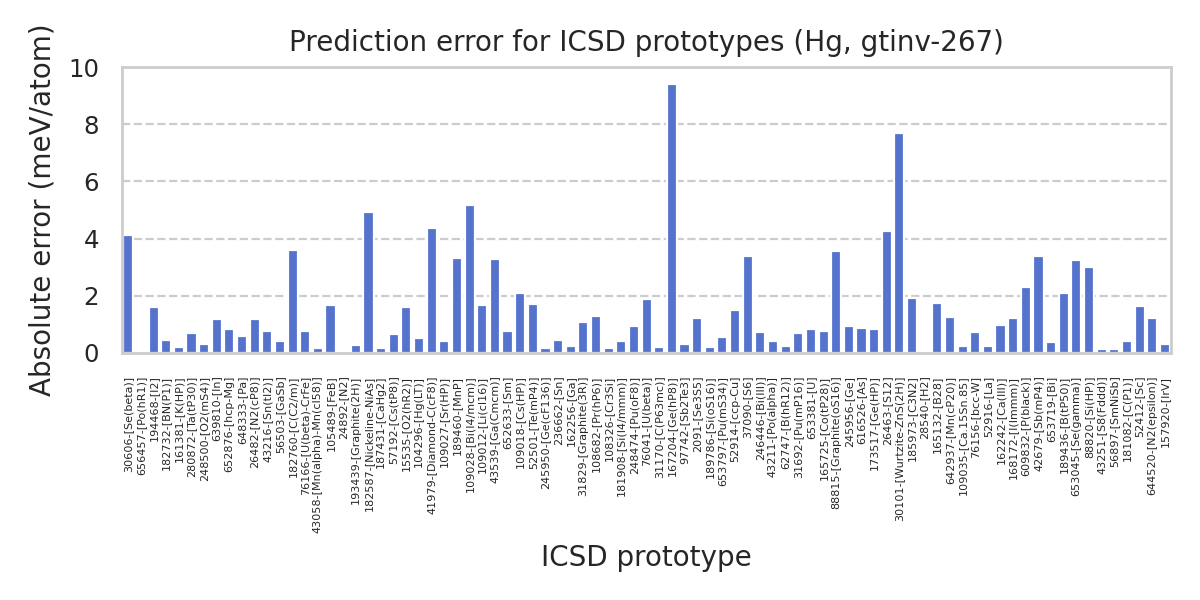 Prediction error for ICSD prototypes (Hg, gtinv-267)
Absolute error (meV/atom)
10
8
6
4
2
0
30606-[Se(beta)]
656457-[Po(hR1)]
194468-[I2]
182732-[BN(P1)]
161381-[K(HP)]
280872-[Ta(tP30)]
248500-[O2(mS4)]
639810-[In]
652876-[hcp-Mg]
648333-[Pa]
26482-[N2(cP8)]
43216-[Sn(tI2)]
56503-[GaSb]
182760-[C(C2/m)]
76166-[U(beta)-CrFe]
43058-[Mn(alpha)-Mn(cI58)]
105489-[FeB]
24892-[N2]
193439-[Graphite(2H)]
182587-[Nickeline-NiAs]
187431-[CaHg2]
57192-[Cs(tP8)]
15535-[O2(hR2)]
104296-[Hg(LT)]
41979-[Diamond-C(cF8)]
109027-[Sr(HP)]
189460-[MnP]
109028-[Bi(I4/mcm)]
109012-[Li(cI16)]
43539-[Ga(Cmcm)]
652633-[Sm]
109018-[Cs(HP)]
52501-[Te(mP4)]
245950-[Ge(cF136)]
236662-[Sn]
162256-[Ga]
31829-[Graphite(3R)]
108682-[Pr(hP6)]
108326-[Cr3Si]
181908-[Si(I4/mmm)]
248474-[Pu(oF8)]
76041-[U(beta)]
31170-[C(P63mc)]
167204-[Ge(hP8)]
97742-[Sb2Te3]
2091-[Se3S5]
189786-[Si(oS16)]
653797-[Pu(mS34)]
52914-[ccp-Cu]
37090-[S6]
246446-[Bi(III)]
43211-[Po(alpha)]
62747-[B(hR12)]
31692-[Pu(mP16)]
653381-[U]
165725-[Co(tP28)]
88815-[Graphite(oS16)]
245956-[Ge]
616526-[As]
173517-[Ge(HP)]
26463-[S12]
30101-[Wurtzite-ZnS(2H)]
185973-[C3N2]
28540-[H2]
165132-[B28]
642937-[Mn(cP20)]
109035-[Ca.15Sn.85]
76156-[bcc-W]
52916-[La]
162242-[Ca(III)]
168172-[I(Immm)]
609832-[P(black)]
42679-[Sb(mP4)]
653719-[Bi]
189436-[B(tP50)]
653045-[Se(gamma)]
88820-[Si(HP)]
43251-[S8(Fddd)]
56897-[SmNiSb]
181082-[C(P1)]
52412-[Sc]
644520-[N2(epsilon)]
157920-[IrV]
ICSD prototype